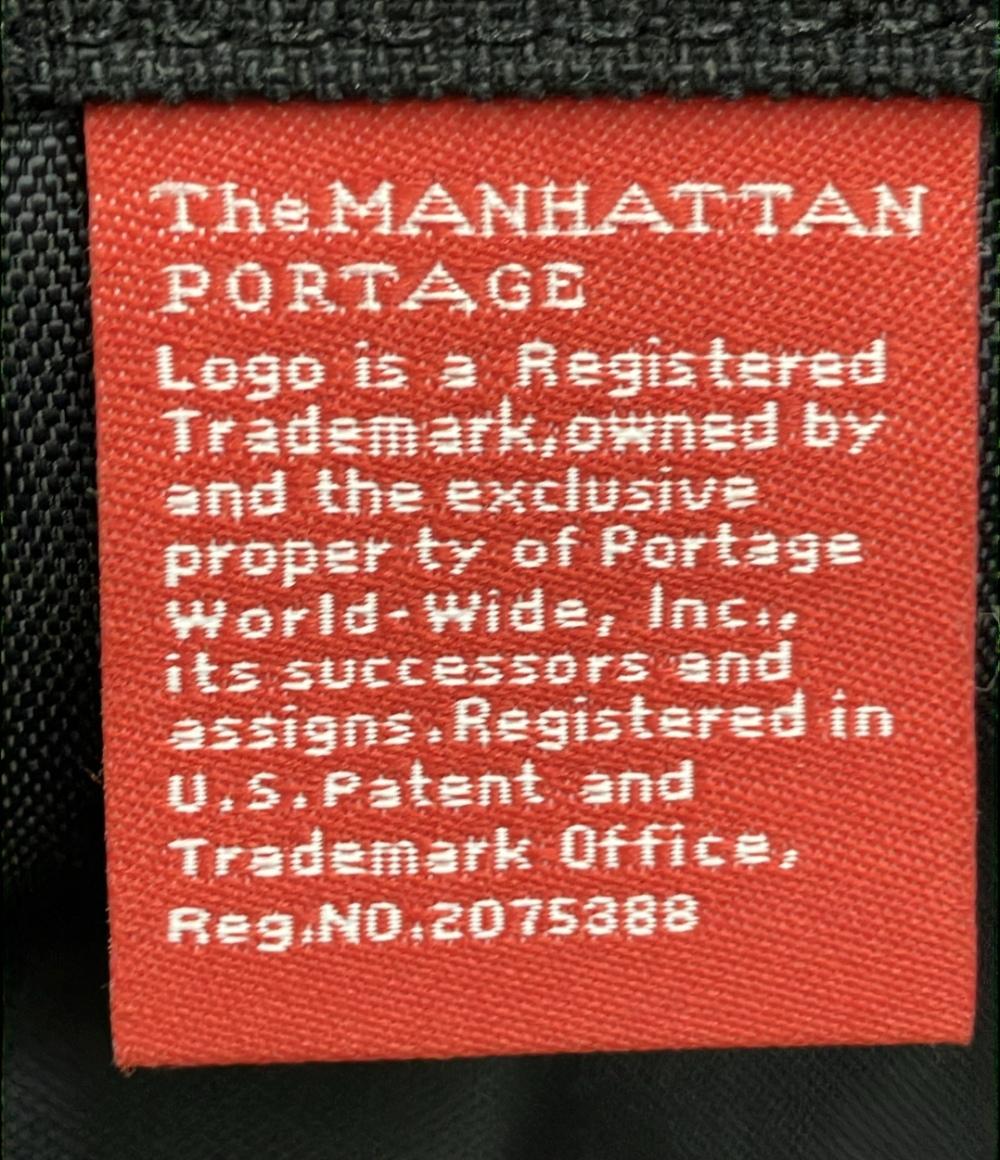 The MANHATTAN
PORTAGE
Logo is a Registered
Trademark,owned by
and the exclusive
proper ty of Portage
World-Wide, Inc.,
its successors and
assigns.Registered in
U.S.Patent and
Trademark Office,
Reg.NO.2075388